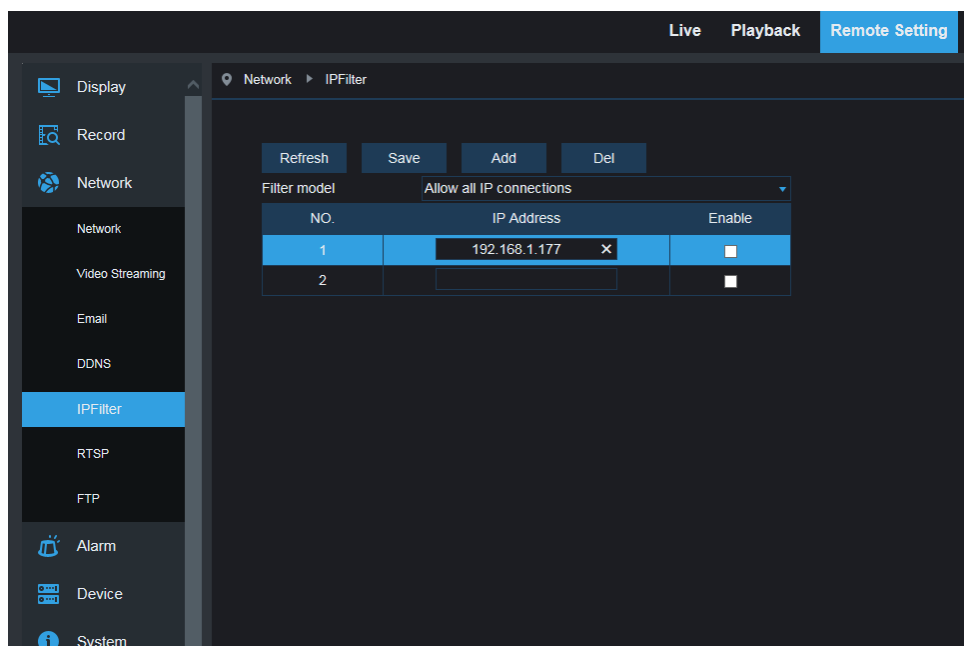 Live Playback Remote Setting
Display
Record
Network
Network
Video Streaming
Email
DDNS
IPFilter
RTSP
FTP
Alarm
Device
System
Network IPFilter
Refresh Save Add Del
Filter model Allow all IP connections
NO. IP Address Enable
1 192.168.1.177
2